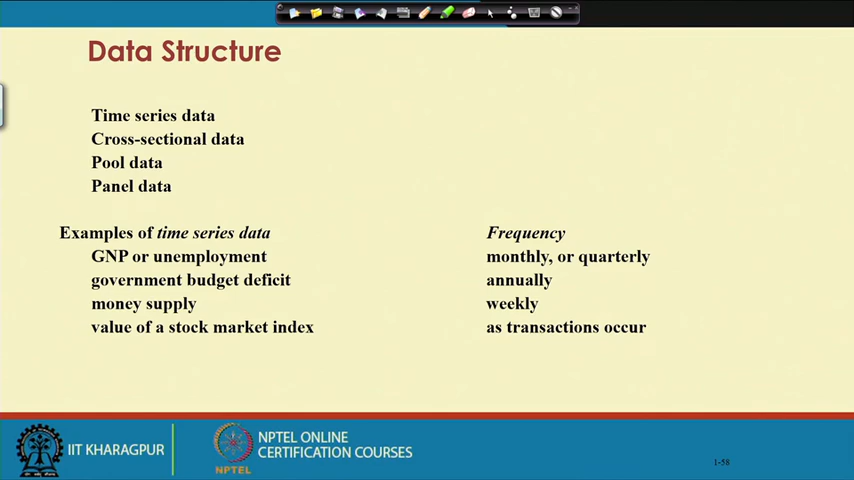 Data Structure
Time series data
Cross-sectional data
Pool data
Panel data
Examples of time series data Frequency
GNP or unemployment monthly, or quarterly
government budget deficit annually
money supply weekly
value of a stock market index as transactions occur
IIT KHARAGPUR
NPTEL
NPTEL ONLINE
CERTIFICATION COURSES
1-58